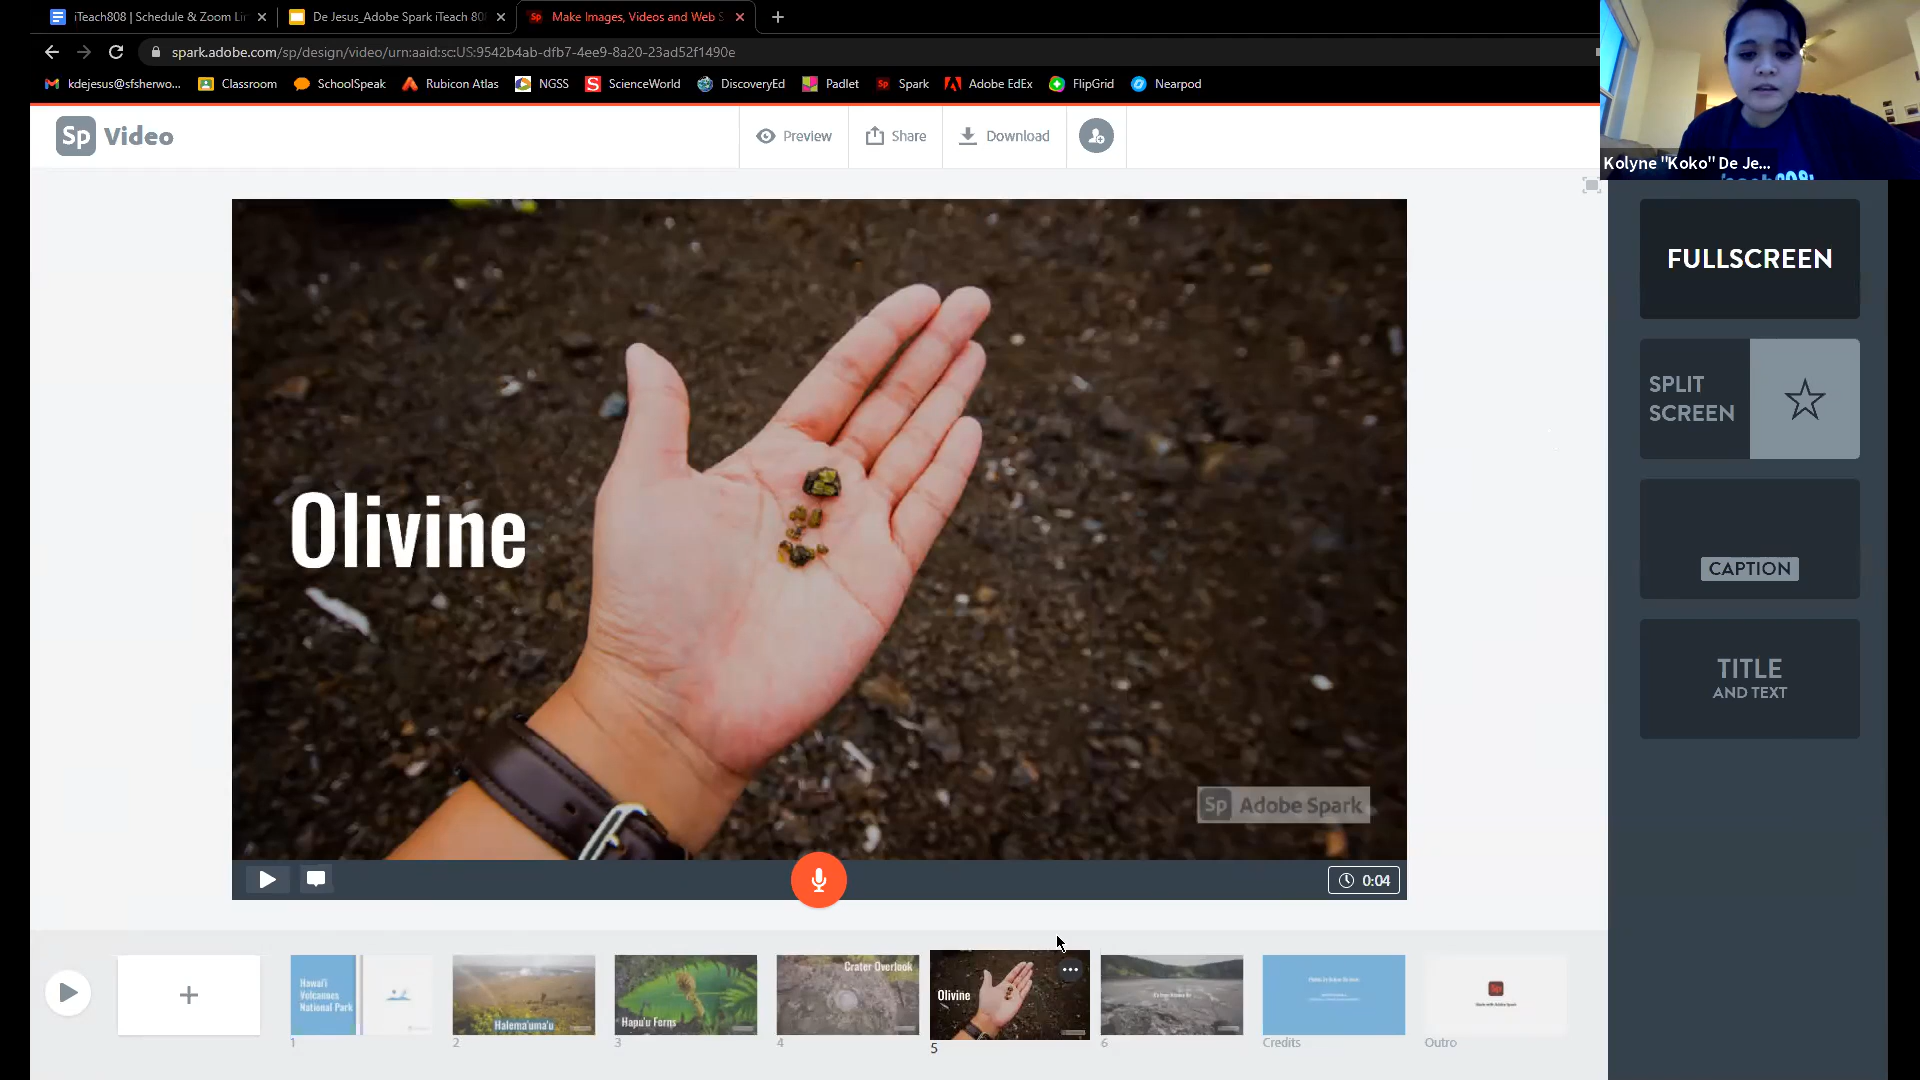 iTeach808 | Schedule & Zoom Lin
De Jesus_Adobe Spark iTeach 808
Make Images, Videos and Web S
spark.adobe.com/sp/design/video/urn:aaid:sc:US:9542b4ab-dfb7-4ee9-8a20-23ad52f1490e
kdejesus@sfsherwo... Classroom SchoolSpeak Rubicon Atlas NGSS ScienceWorld DiscoveryEd Padlet Spark Adobe EdEx FlipGrid Nearpod
Sp Video
Preview
Share
Download
Kolyne "Koko" De Je...
FULLSCREEN
SPLIT
SCREEN
CAPTION
TITLE
AND TEXT
Olivine
Sp Adobe Spark
0:04
Hawai'i
Volcanoes
National Park
Halema'uma'u
Hapu'u Ferns
Crater Overlook
Olivine
1
2
3
4
5
6
Credits
Outro